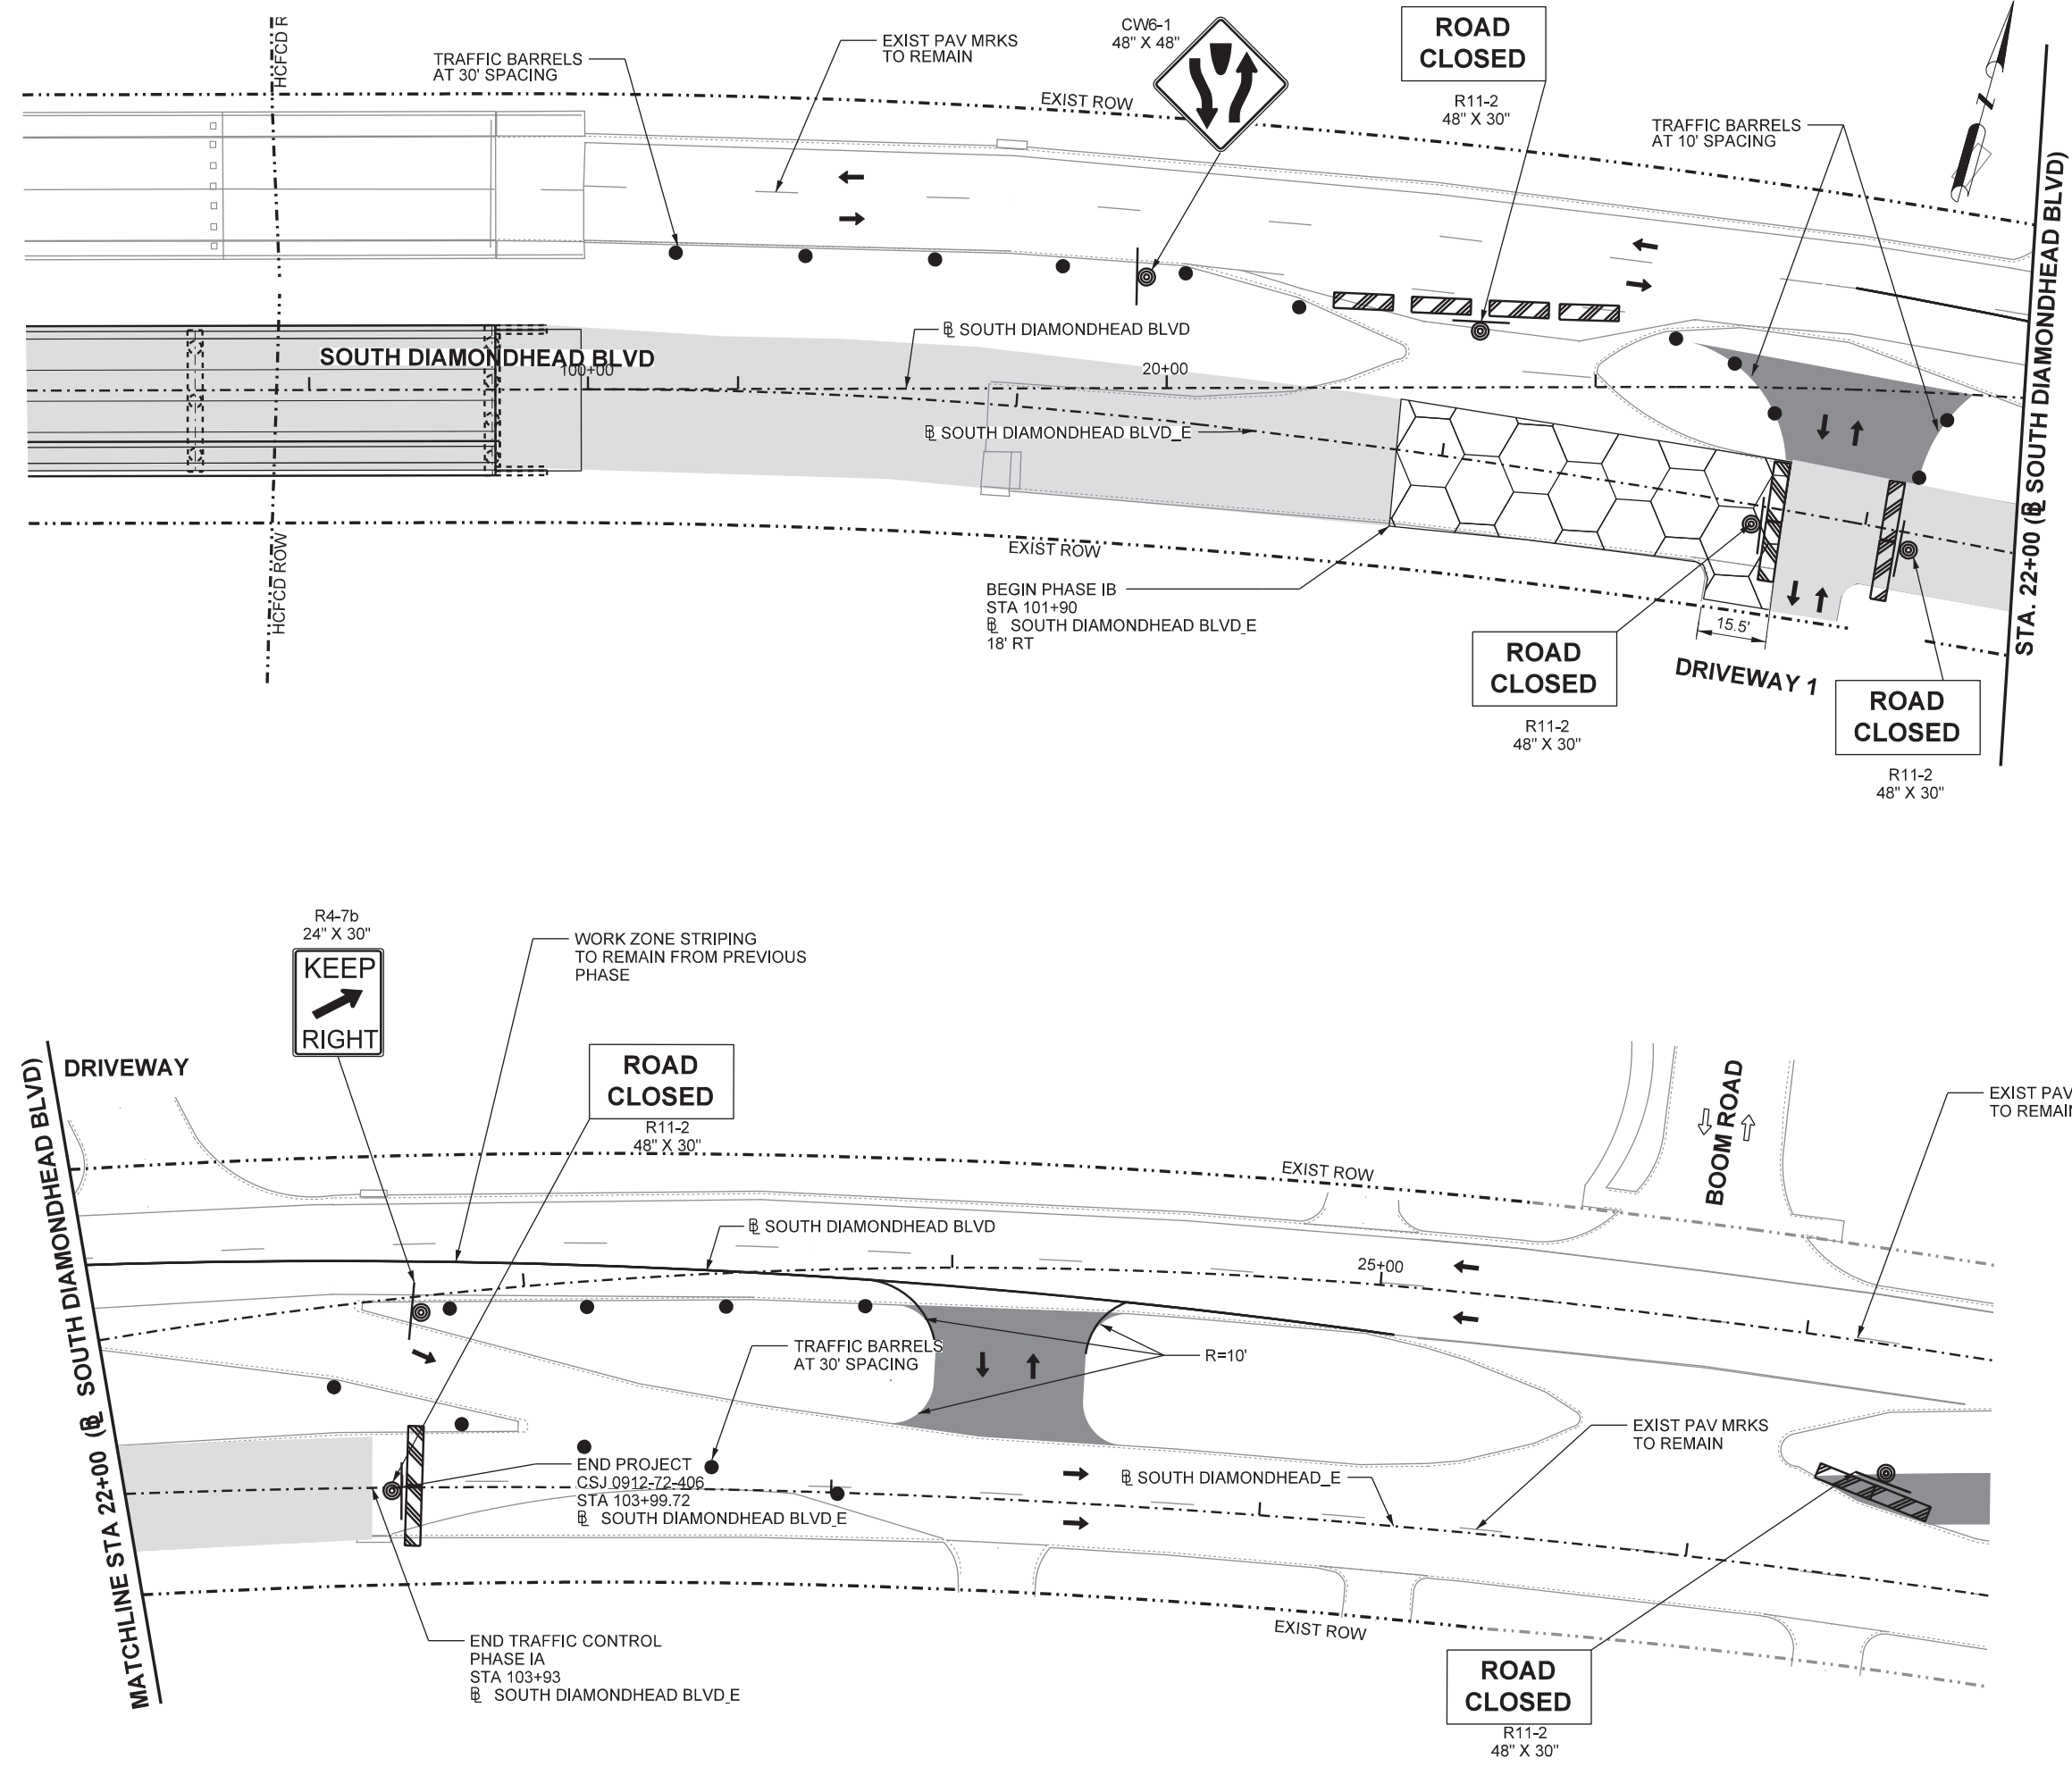 HCFCD R
TRAFFIC BARRELS
AT 30' SPACING
EXIST PAV MRKS
TO REMAIN
CW6-1
48" X 48"
ROAD
CLOSED
R11-2
48" X 30"
EXIST ROW
TRAFFIC BARRELS
AT 10' SPACING
STA. 22+00 (B SOUTH DIAMONDHEAD BLVD)
SOUTH DIAMONDHEAD BLVD
100+00
B SOUTH DIAMONDHEAD BLVD
20+00
B SOUTH DIAMONDHEAD BLVD_E
HCFCD ROW
EXIST ROW
BEGIN PHASE IB
STA 101+90
B SOUTH DIAMONDHEAD BLVD_E
18' RT
15.5'
DRIVEWAY 1
ROAD
CLOSED
R11-2
48" X 30"
ROAD
CLOSED
R11-2
48" X 30"
R4-7b
24" X 30"
KEEP
RIGHT
WORK ZONE STRIPING
TO REMAIN FROM PREVIOUS
PHASE
ROAD
CLOSED
R11-2
48" X 30"
DRIVEWAY
MATCHLINE STA 22+00 (B SOUTH DIAMONDHEAD BLVD)
EXIST ROW
BOOM ROAD
EXIST PAV
TO REMAIN
B SOUTH DIAMONDHEAD BLVD
25+00
TRAFFIC BARRELS
AT 30' SPACING
R=10'
EXIST PAV MRKS
TO REMAIN
END PROJECT
CSJ 0912-72-406
STA 103+99.72
B SOUTH DIAMONDHEAD BLVD_E
B SOUTH DIAMONDHEAD_E
EXIST ROW
END TRAFFIC CONTROL
PHASE IA
STA 103+93
B SOUTH DIAMONDHEAD BLVD_E
ROAD
CLOSED
R11-2
48" X 30"